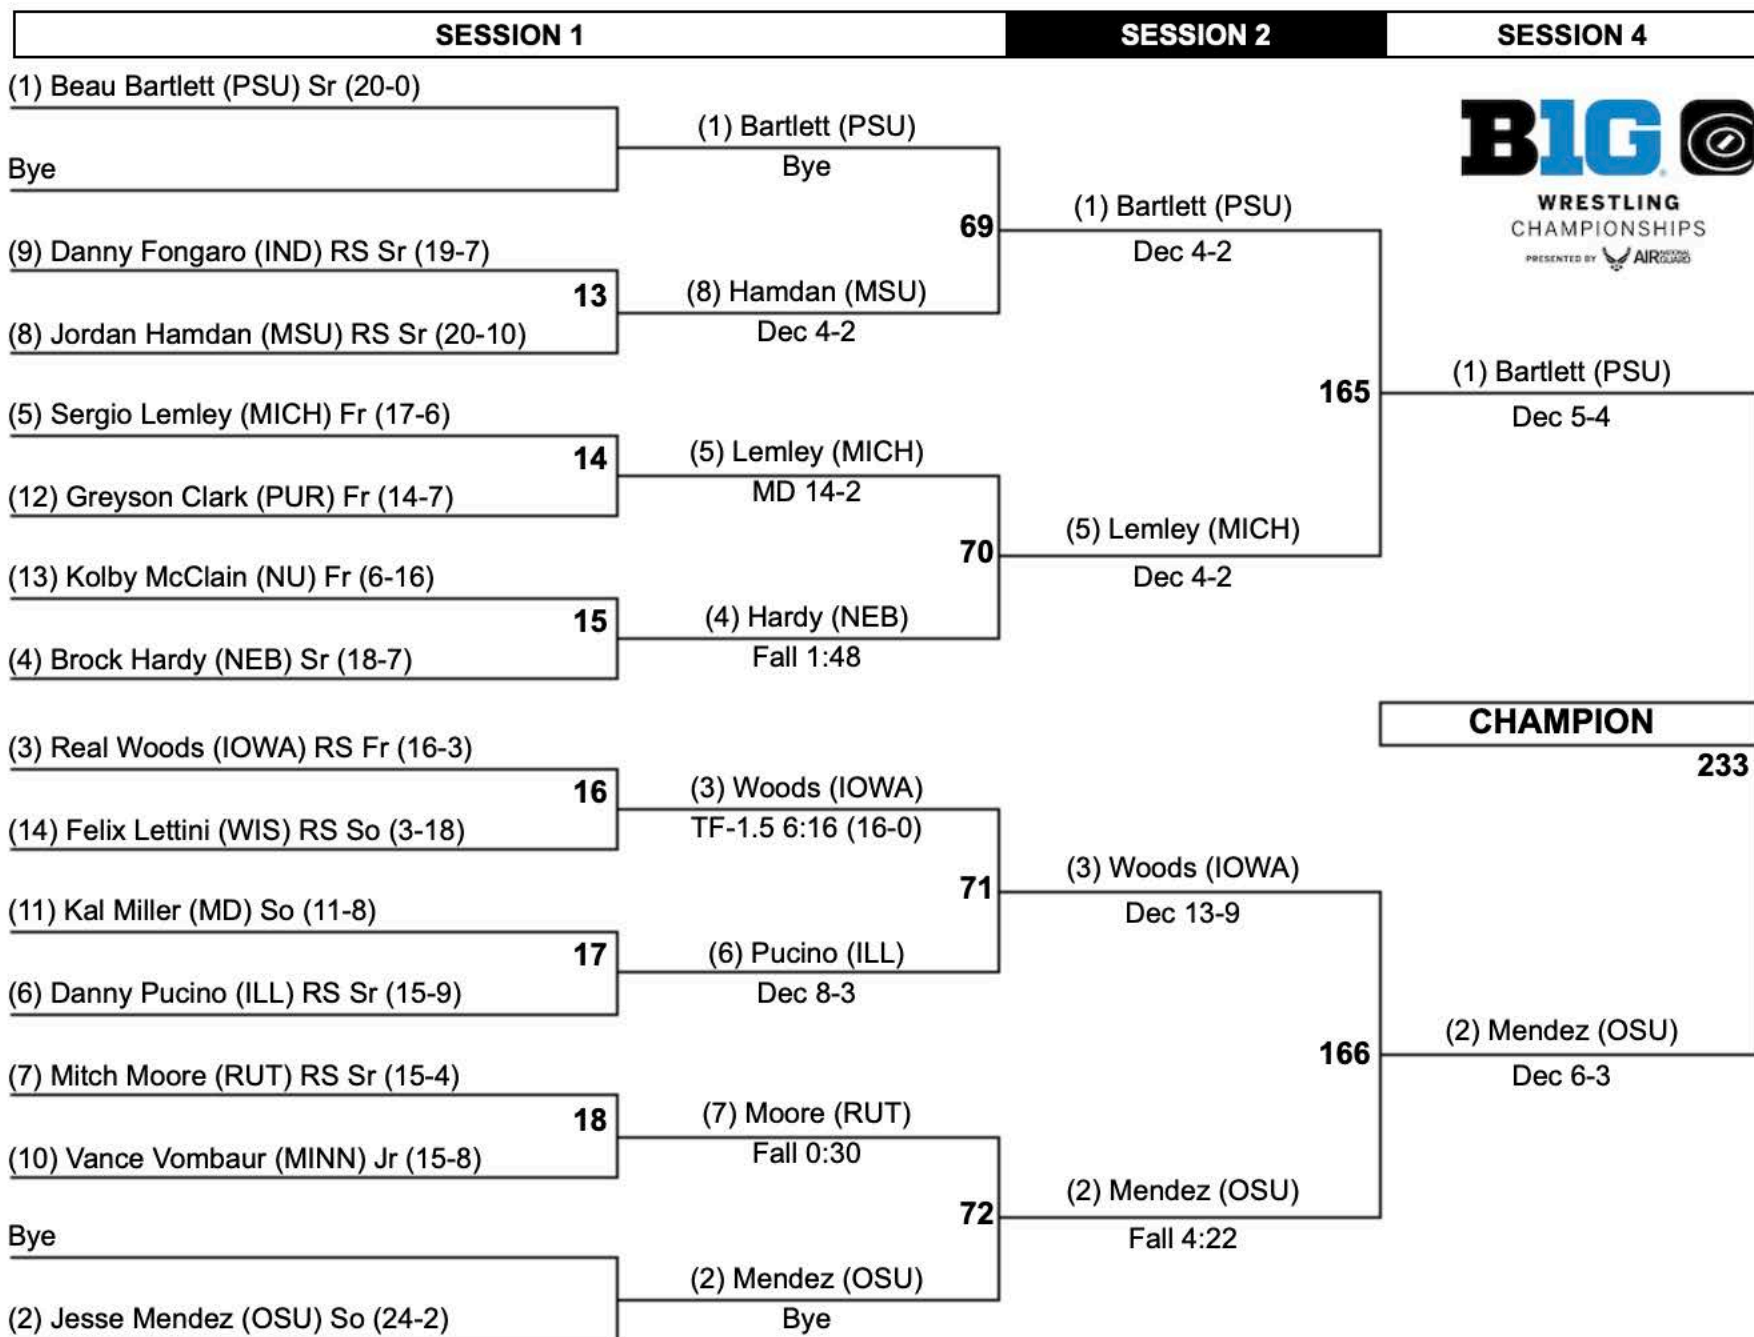 SESSION 1
SESSION 2
SESSION 4
(1) Beau Bartlett (PSU) Sr (20-0)
Bye
(9) Danny Fongaro (IND) RS Sr (19-7)
13
(8) Jordan Hamdan (MSU) RS Sr (20-10)
(5) Sergio Lemley (MICH) Fr (17-6)
14
(12) Greyson Clark (PUR) Fr (14-7)
(13) Kolby McClain (NU) Fr (6-16)
15
(4) Brock Hardy (NEB) Sr (18-7)
(3) Real Woods (IOWA) RS Fr (16-3)
16
(14) Felix Lettini (WIS) RS So (3-18)
(11) Kal Miller (MD) So (11-8)
17
(6) Danny Pucino (ILL) RS Sr (15-9)
(7) Mitch Moore (RUT) RS Sr (15-4)
18
(10) Vance Vombaur (MINN) Jr (15-8)
Bye
(2) Jesse Mendez (OSU) So (24-2)
(1) Bartlett (PSU)
Bye
69
(8) Hamdan (MSU)
Dec 4-2
(5) Lemley (MICH)
MD 14-2
70
(4) Hardy (NEB)
Fall 1:48
(3) Woods (IOWA)
TF-1.5 6:16 (16-0)
71
(6) Pucino (ILL)
Dec 8-3
(7) Moore (RUT)
Fall 0:30
72
(2) Mendez (OSU)
Bye
(1) Bartlett (PSU)
Dec 4-2
165
(5) Lemley (MICH)
Dec 4-2
(3) Woods (IOWA)
Dec 13-9
166
(2) Mendez (OSU)
Fall 4:22
B1G
WRESTLING
CHAMPIONSHIPS
PRESENTED BY AIR NATIONAL GUARD
(1) Bartlett (PSU)
Dec 5-4
CHAMPION
233
(2) Mendez (OSU)
Dec 6-3